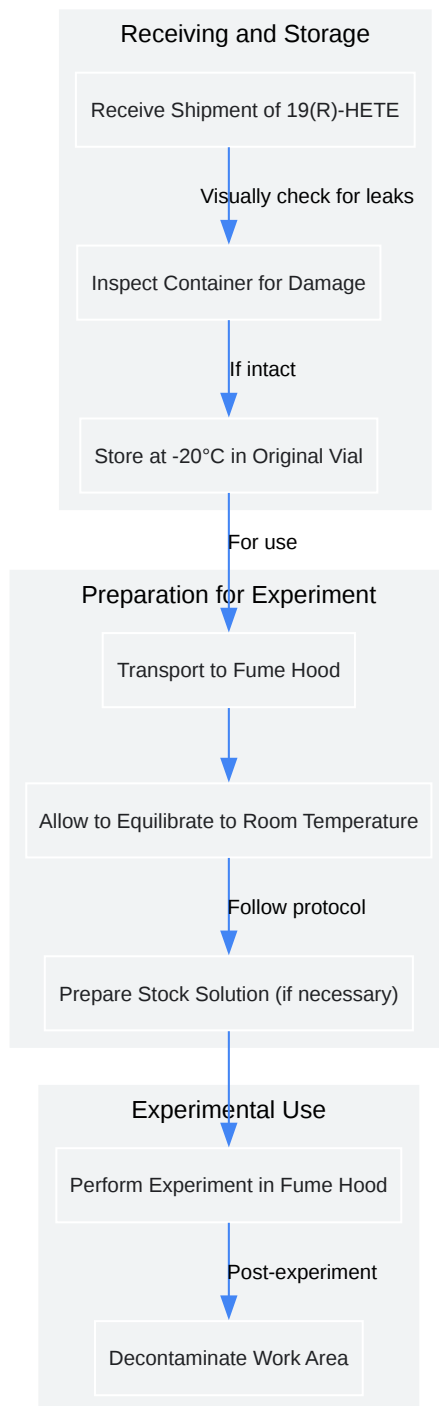 Receiving and Storage
Receive Shipment of 19(R)-HETE
Visually check for leaks
Inspect Container for Damage
If intact
Store at -20°C in Original Vial
For use
Preparation for Experiment
Transport to Fume Hood
Allow to Equilibrate to Room Temperature
Follow protocol
Prepare Stock Solution (if necessary)
Experimental Use
Perform Experiment in Fume Hood
Post-experiment
Decontaminate Work Area